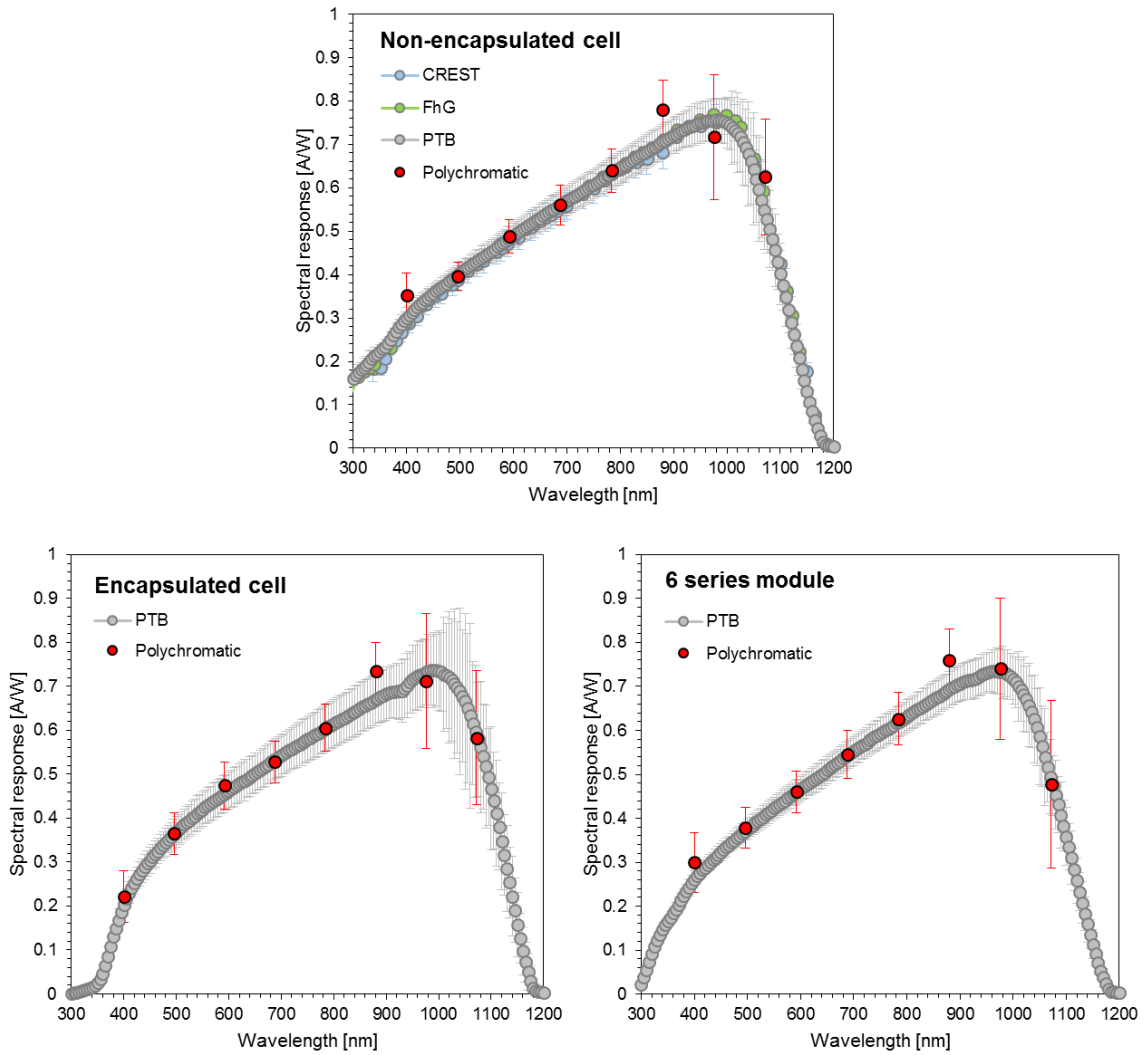 Non-encapsulated cell
CREST
FhG
PTB
Polychromatic
Spectral response [A/W]
1
0.9
0.8
0.7
0.6
0.5
0.4
0.3
0.2
0.1
0
300 400 500 600 700 800 900 1000 1100 1200
Wavelegth [nm]
Encapsulated cell
PTB
Polychromatic
Spectral response [A/W]
1
0.9
0.8
0.7
0.6
0.5
0.4
0.3
0.2
0.1
0
300 400 500 600 700 800 900 1000 1100 1200
Wavelength [nm]
6 series module
PTB
Polychromatic
Spectral response [A/W]
1
0.9
0.8
0.7
0.6
0.5
0.4
0.3
0.2
0.1
0
300 400 500 600 700 800 900 1000 1100 1200
Wavelength [nm]